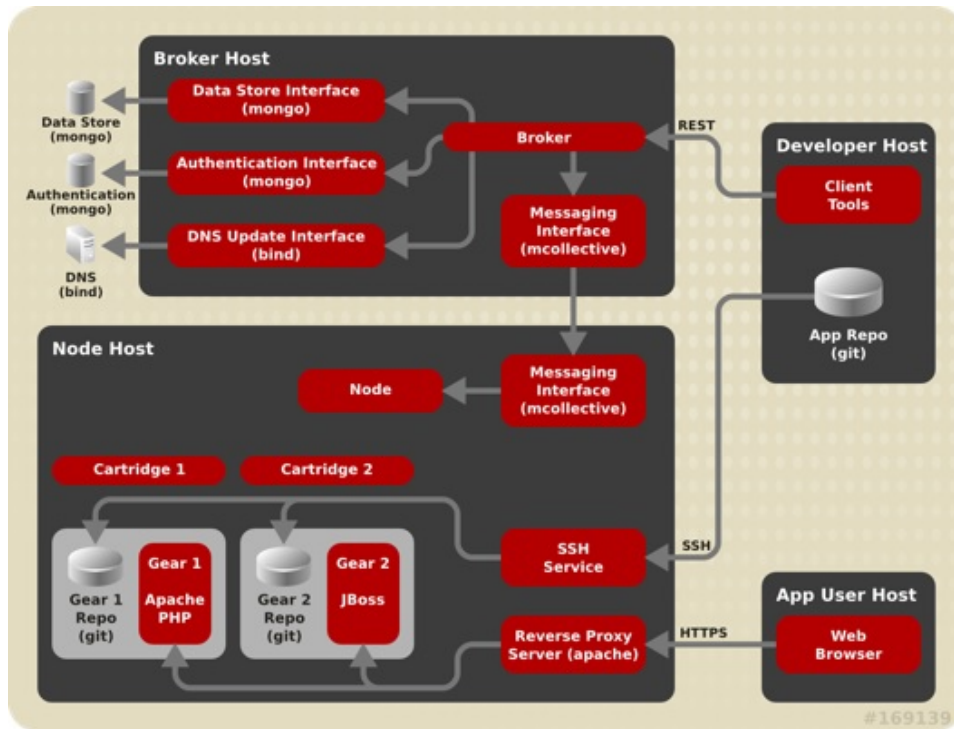 Broker Host
Data Store Interface
(mongo)
Data Store
(mongo)
Broker
REST
Developer Host
Authentication Interface
(mongo)
Authentication
(mongo)
Client
Tools
Messaging
Interface
(mcollective)
DNS Update Interface
(bind)
DNS
(bind)
App Repo
(git)
Node Host
Messaging
Interface
(mcollective)
Node
Cartridge 1
Cartridge 2
SSH
Service
SSH
Gear 1
Repo
(git)
Gear 1
Apache
PHP
Gear 2
Repo
(git)
Gear 2
JBoss
App User Host
Reverse Proxy
Server (apache)
HTTPS
Web
Browser
#169139